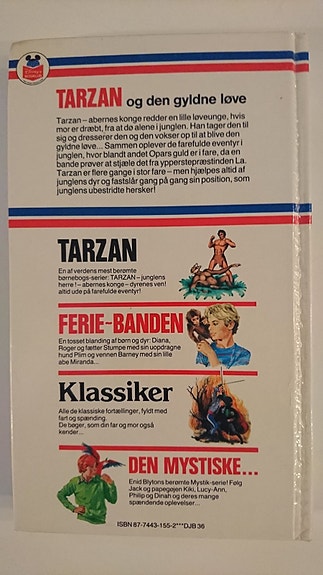 TARZAN og den gyldne løve
Tarzan – abernes konge redder en lille løveunge, hvis
mor er dræbt, fra at dø alene i junglen. Han tager den til
sig og dresserer den og den vokser op til at blive den
gyldne løve... Sammen oplever de farefulde eventyr i
junglen, hvor blandt andet Opars guld er i fare, da en
bande prøver at stjæle det fra ypperstepræstinden La.
Tarzan er flere gange i stor fare – men hjælpes altid af
junglens dyr og fastslår gang på gang sin position, som
junglens ubestridte hersker!
TARZAN
En af verdens mest berømte
børnebogs-serier: TARZAN – junglens
herre! – abernes konge – dyrenes ven!
altid ude på farefulde eventyr!
FERIE-BANDEN
En tosset blanding af børn og dyr: Diana,
Roger og fætter Stumpe med sin uopdragne
hund Plim og vennen Barney med sin lille
abe Miranda...
Klassiker
Alle de klassiske fortællinger, fyldt med
fart og spænding.
De bøger, som din far og mor også
kender...
DEN MYSTISKE...
Enid Blytons berømte Mystik-serie! Følg
Jack og papegøjen Kiki, Lucy-Ann,
Philip og Dinah og deres mange
spændende oplevelser...
ISBN 87-7443-155-2***DJB 36